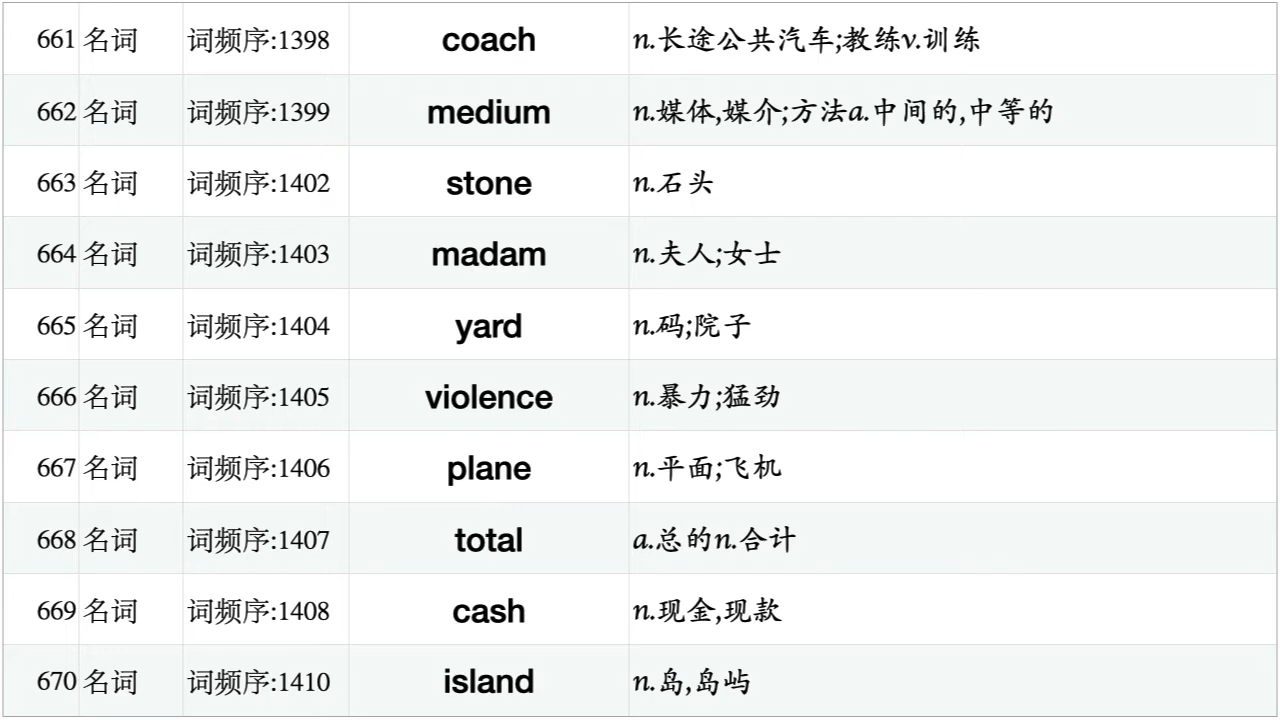 661 名词 词频序:1398 coach n.长途公共汽车;教练v.训练
662 名词 词频序:1399 medium n.媒体,媒介;方法a.中间的,中等的
663 名词 词频序:1402 stone n.石头
664 名词 词频序:1403 madam n.夫人;女士
665 名词 词频序:1404 yard n.码;院子
666 名词 词频序:1405 violence n.暴力;猛劲
667 名词 词频序:1406 plane n.平面;飞机
668 名词 词频序:1407 total a.总的n.合计
669 名词 词频序:1408 cash n.现金,现款
670 名词 词频序:1410 island n.岛,岛屿